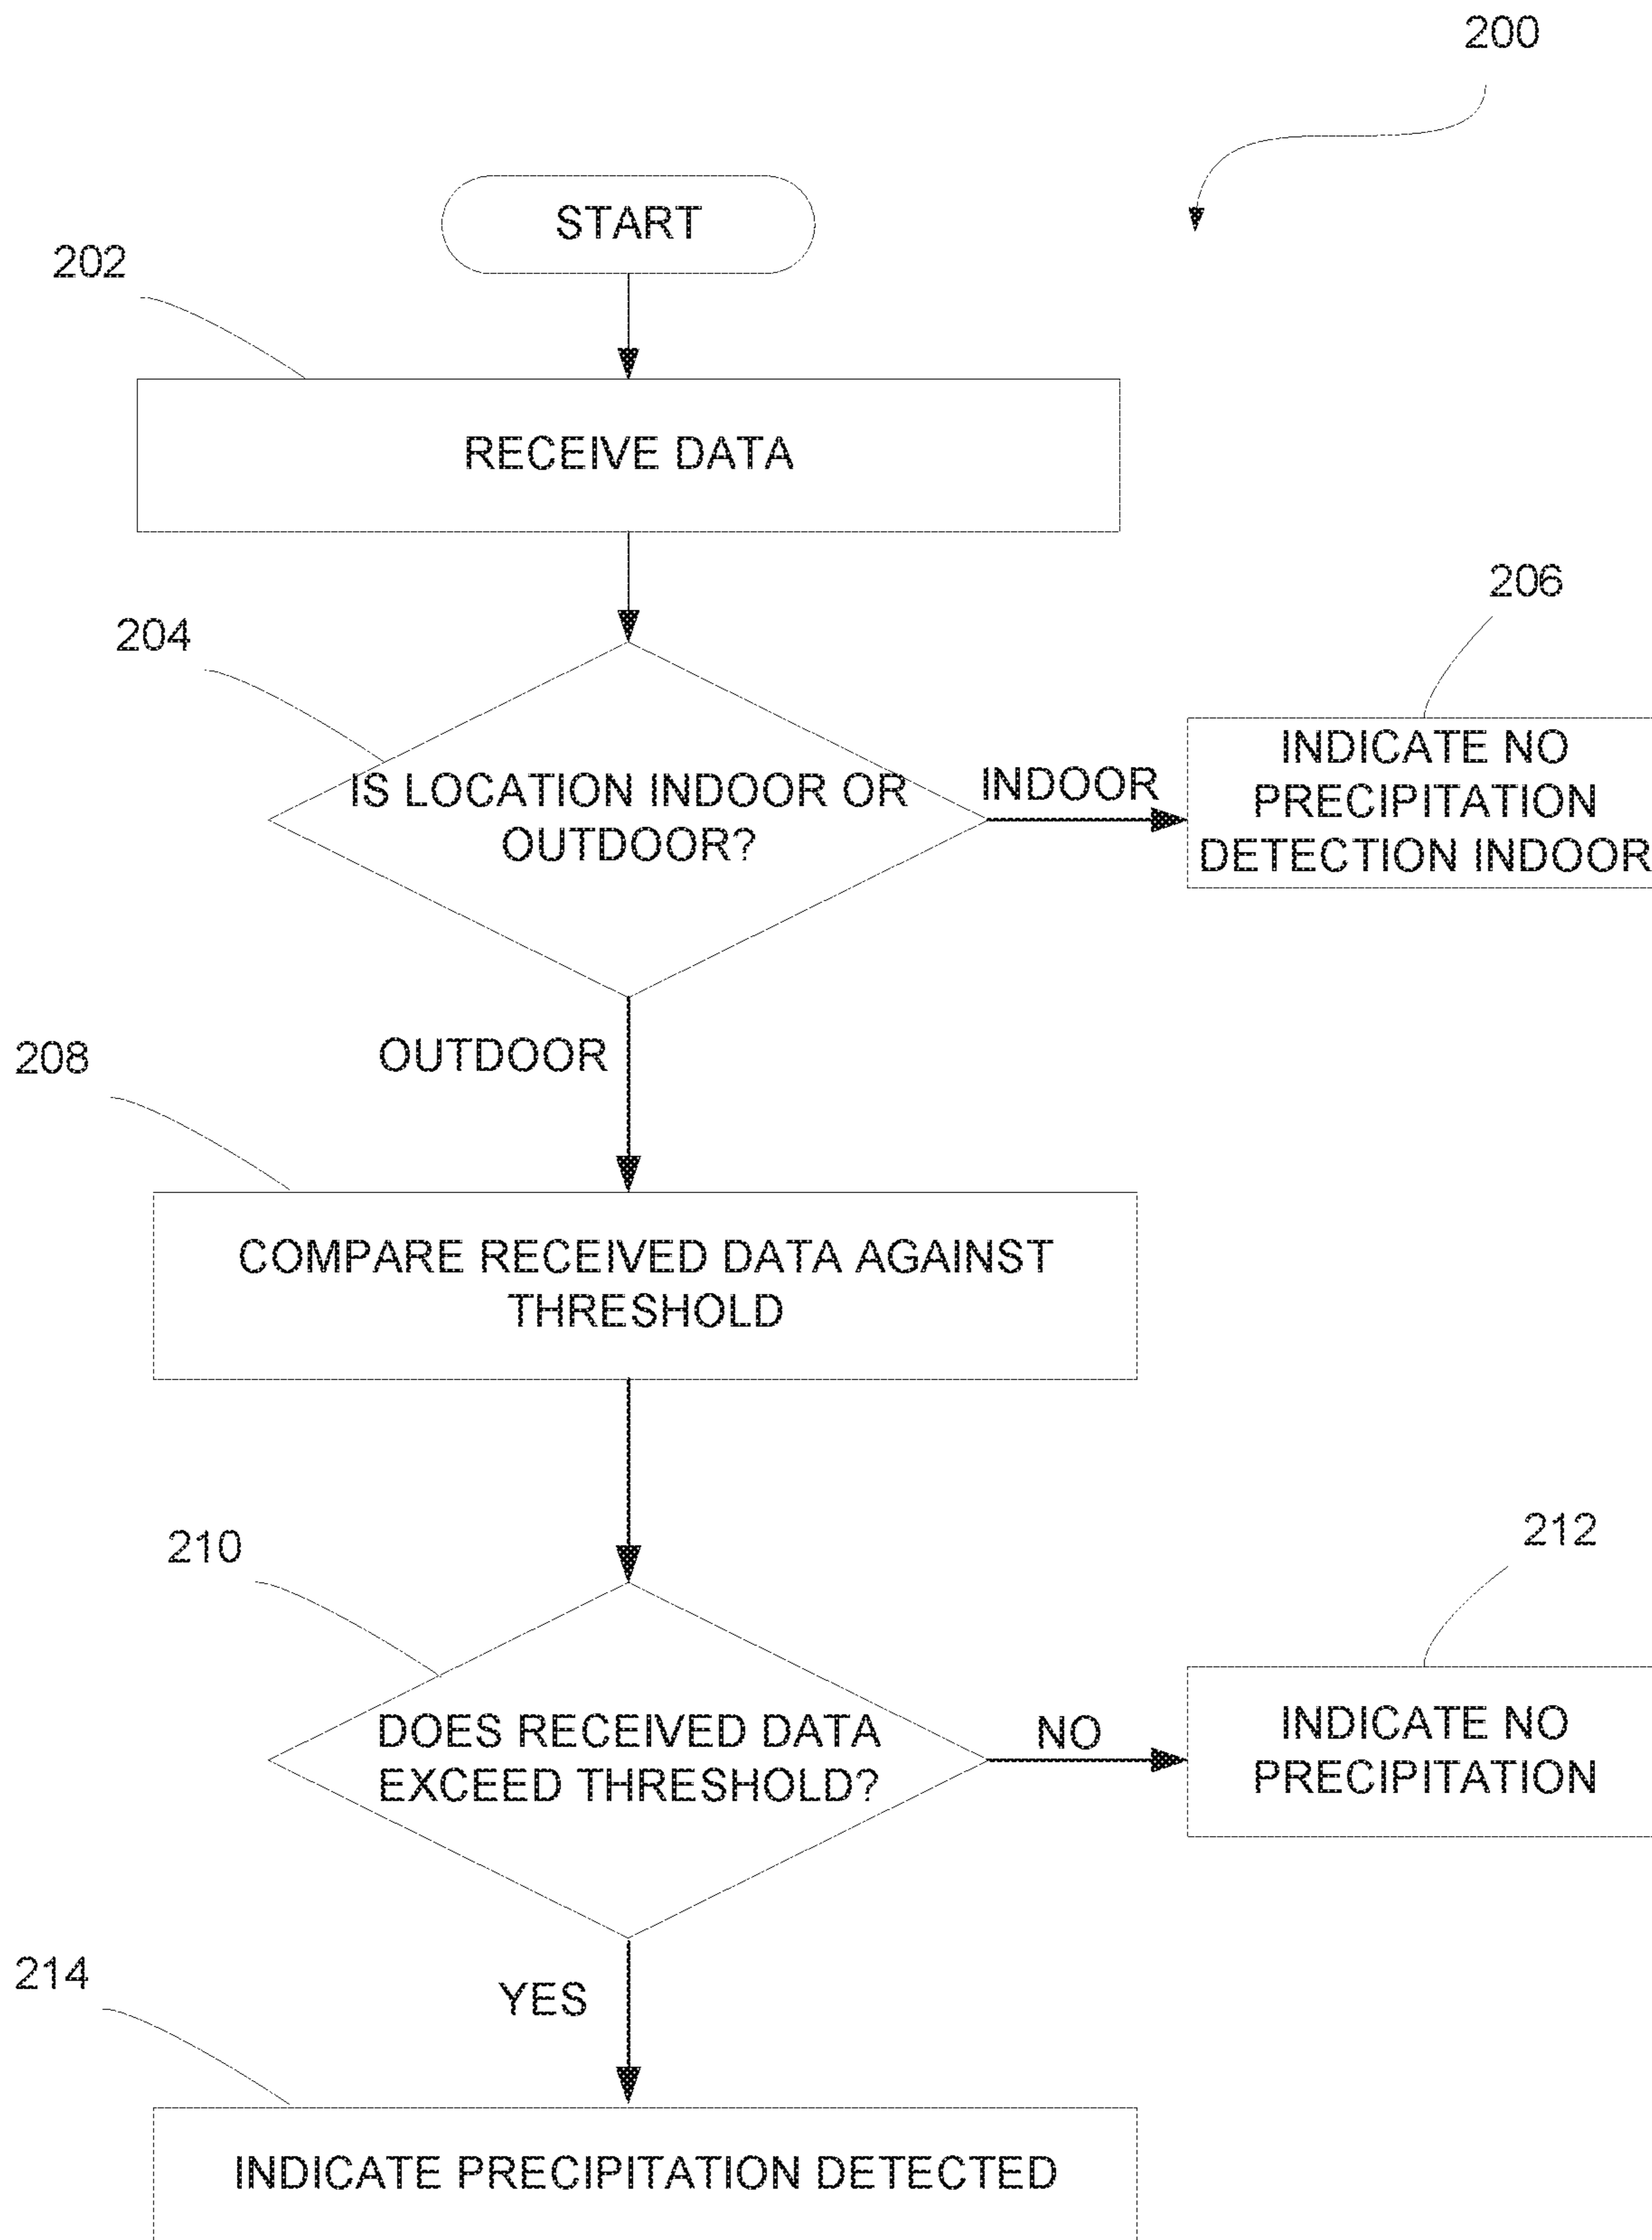 200
START
202
RECEIVE DATA
206
204
INDICATE NO
PRECIPITATION
DETECTION INDOOR
INDOOR
IS LOCATION INDOOR OR
OUTDOOR?
208
OUTDOOR
COMPARE RECEIVED DATA AGAINST
THRESHOLD
210
212
DOES RECEIVED DATA
EXCEED THRESHOLD?
NO
INDICATE NO
PRECIPITATION
214
YES
INDICATE PRECIPITATION DETECTED